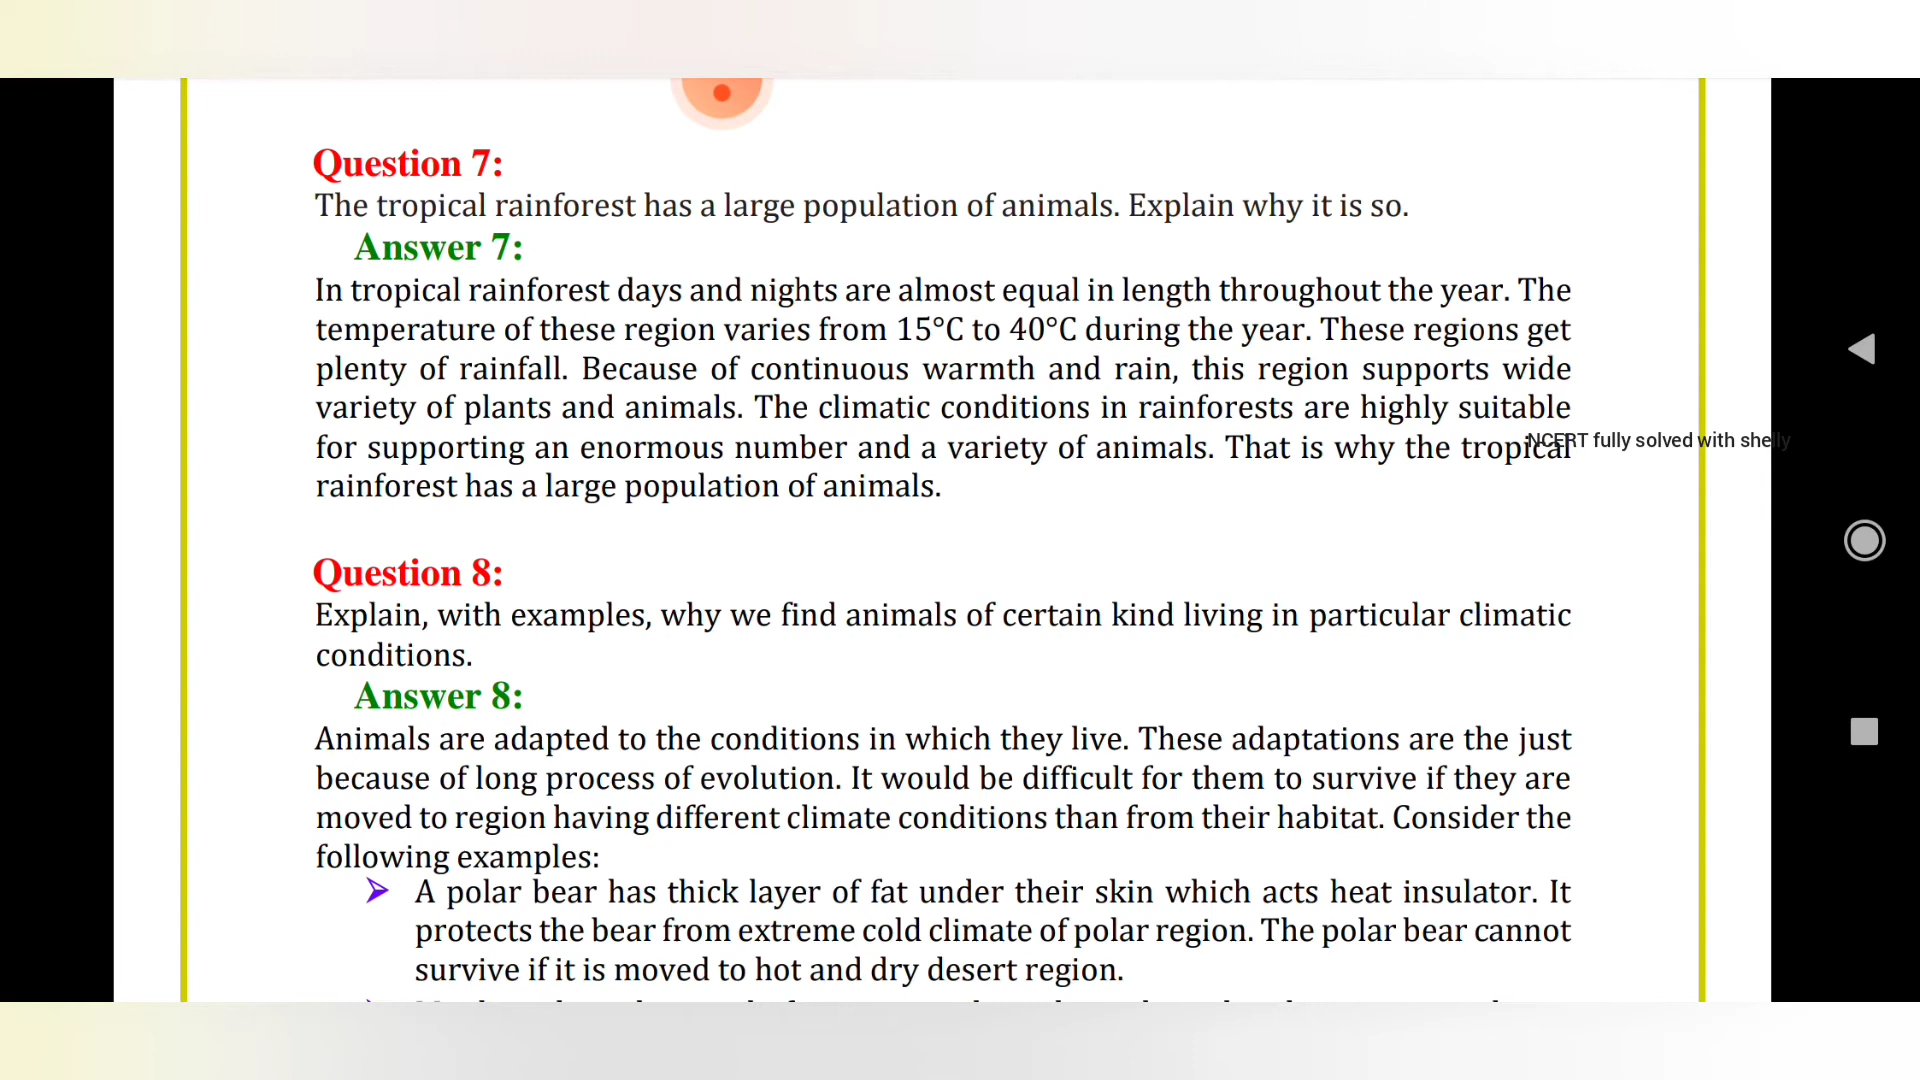 Question 7:
The tropical rainforest has a large population of animals. Explain why it is so.
Answer 7:
In tropical rainforest days and nights are almost equal in length throughout the year. The
temperature of these region varies from 15°C to 40°C during the year. These regions get
plenty of rainfall. Because of continuous warmth and rain, this region supports wide
variety of plants and animals. The climatic conditions in rainforests are highly suitable
for supporting an enormous number and a variety of animals. That is why the tropical
NCERT fully solved with shelly
rainforest has a large population of animals.
Question 8:
Explain, with examples, why we find animals of certain kind living in particular climatic
conditions.
Answer 8:
Animals are adapted to the conditions in which they live. These adaptations are the just
because of long process of evolution. It would be difficult for them to survive if they are
moved to region having different climate conditions than from their habitat. Consider the
following examples:
➢ A polar bear has thick layer of fat under their skin which acts heat insulator. It
protects the bear from extreme cold climate of polar region. The polar bear cannot
survive if it is moved to hot and dry desert region.